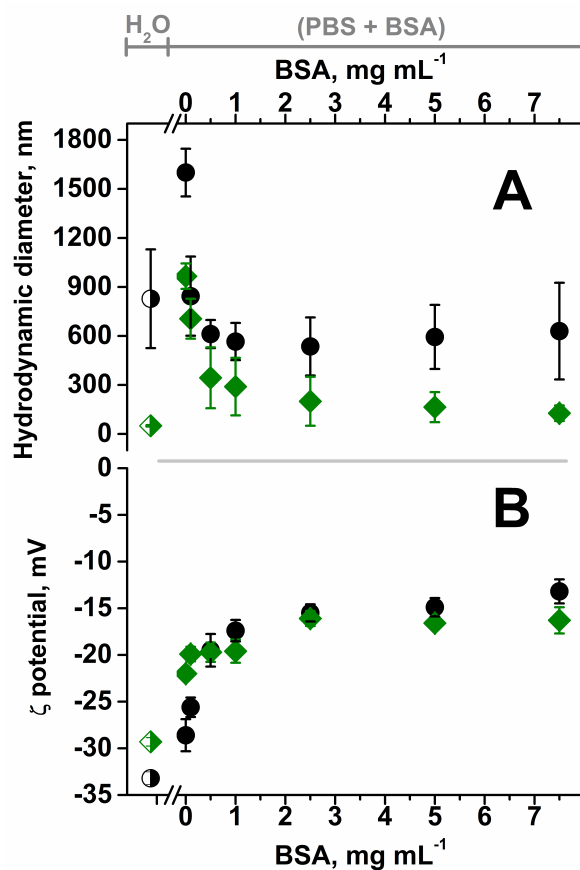 H₂O (PBS + BSA)
BSA, mg mL⁻¹
0 1 2 3 4 5 6 7
Hydrodynamic diameter, nm
1800
1500
1200
900
600
300
0
A
ζ potential, mV
0
-5
-10
-15
-20
-25
-30
-35
B
0 1 2 3 4 5 6 7
BSA, mg mL⁻¹